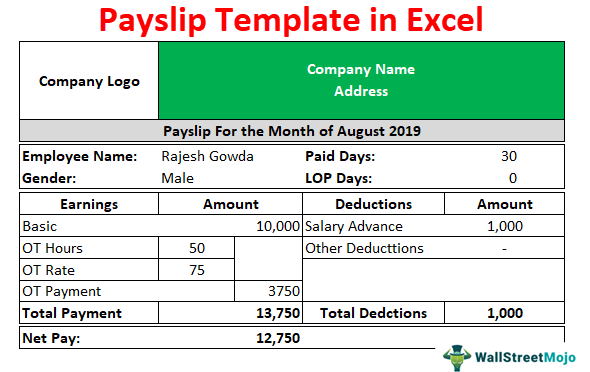 Payslip Template in Excel
Company Logo
Company Name
Address
Payslip For the Month of August 2019
Employee Name: Rajesh Gowda Paid Days: 30
Gender: Male LOP Days: 0
Earnings Amount Deductions Amount
Basic 10,000 Salary Advance 1,000
OT Hours 50 Other Deducttions -
OT Rate 75
OT Payment 3750
Total Payment 13,750 Total Dedctions 1,000
Net Pay: 12,750
WallStreetMojo